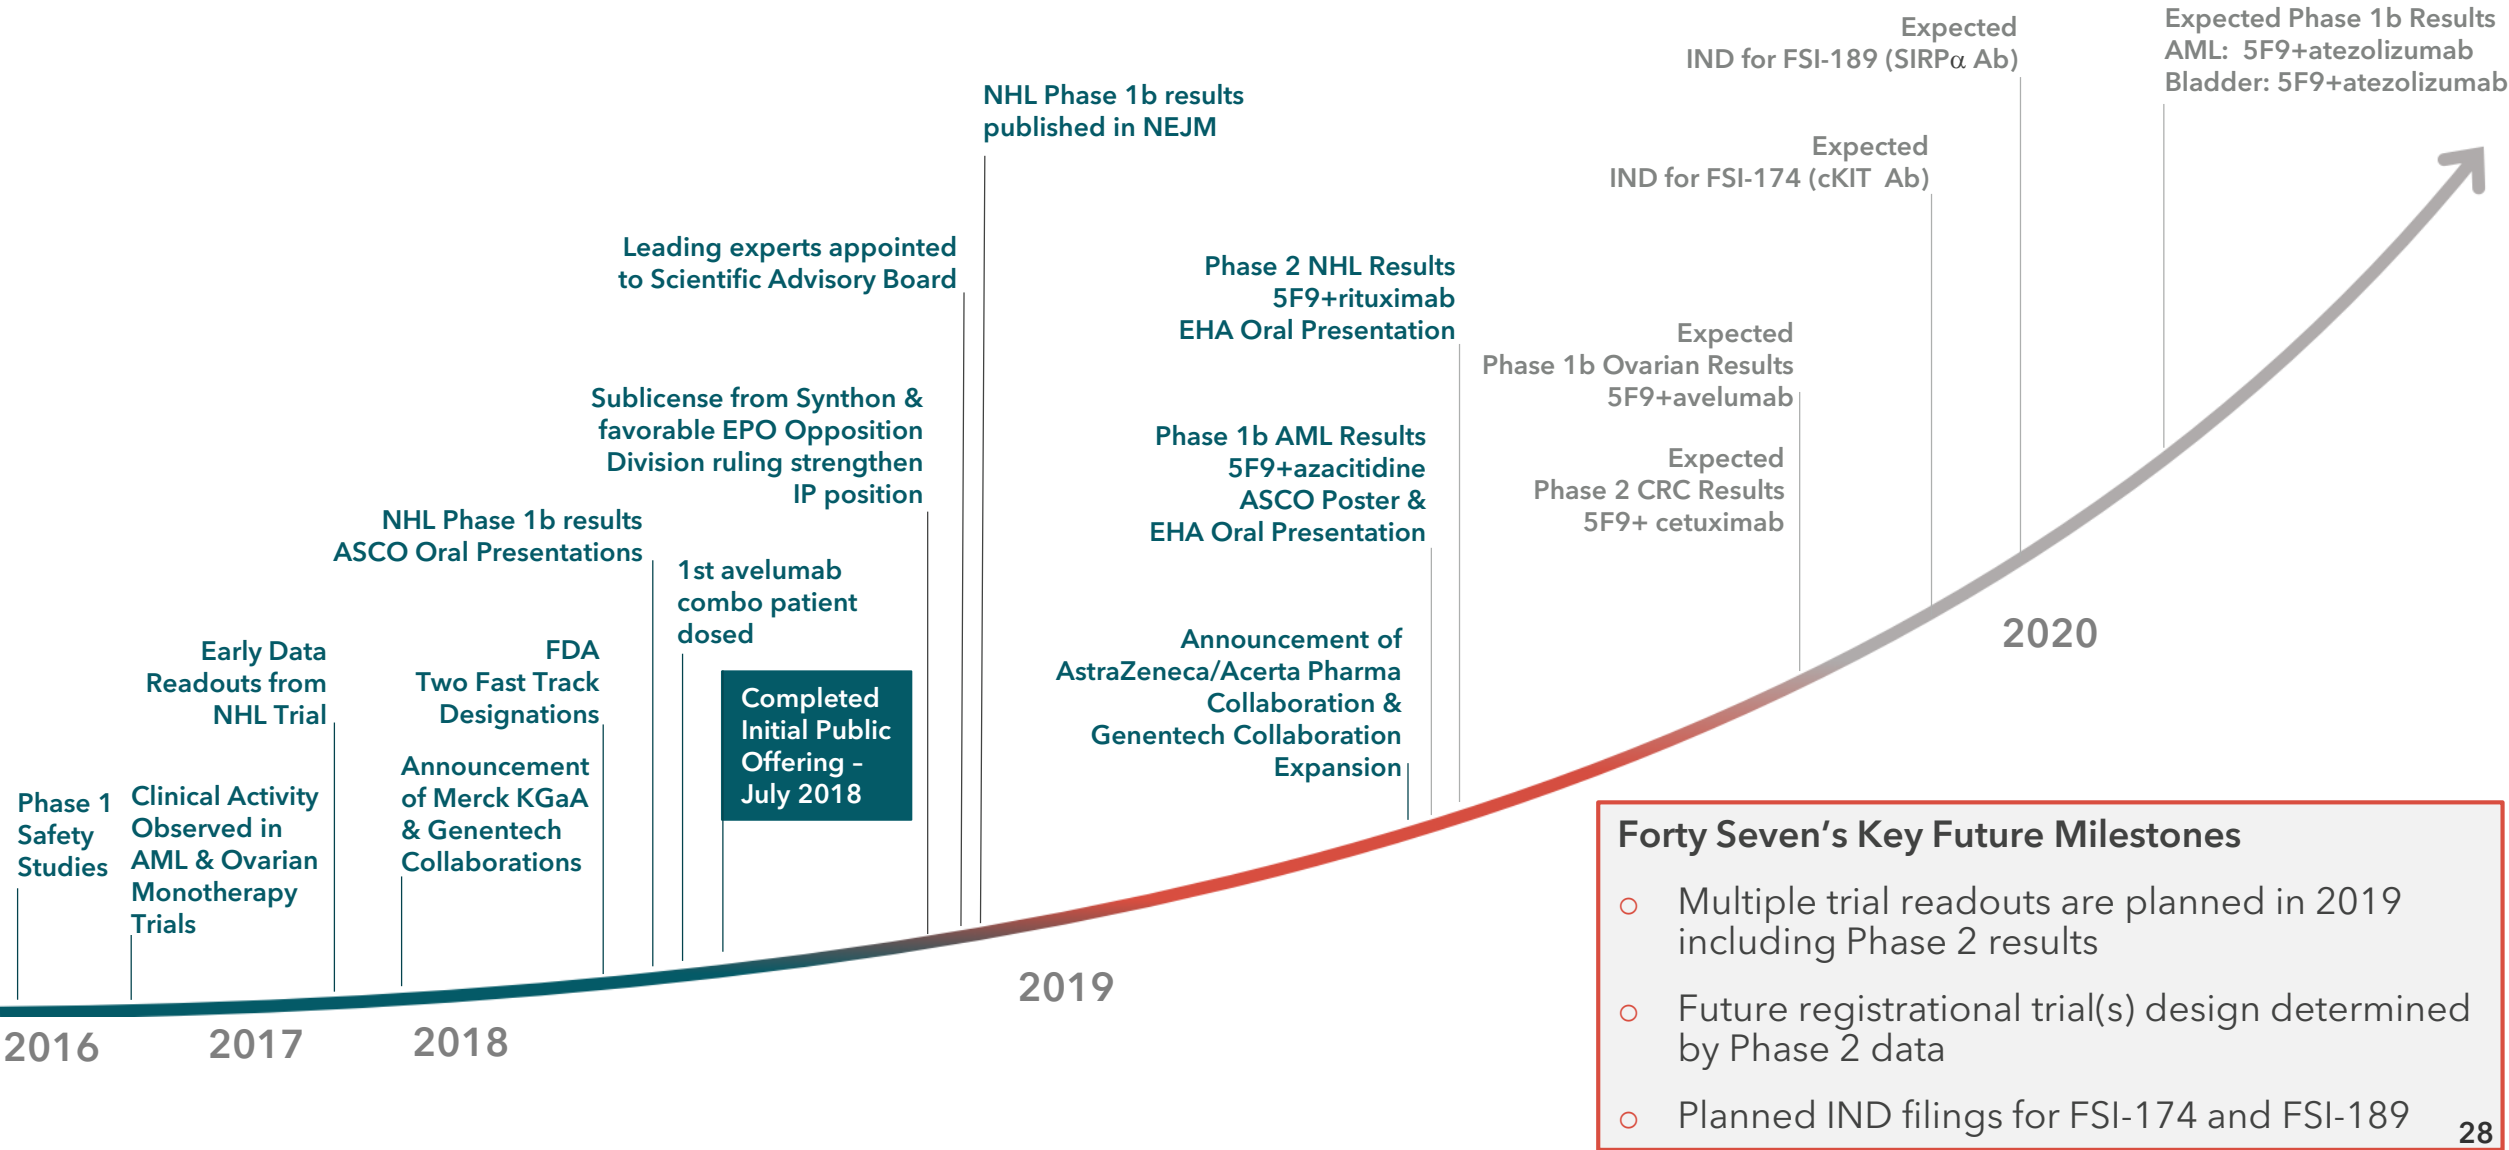 Phase 1
Safety
Studies
Clinical Activity
Observed in
AML & Ovarian
Monotherapy
Trials
Early Data
Readouts from
NHL Trial
Announcement
of Merck KGaA
& Genentech
Collaborations
FDA
Two Fast Track
Designations
NHL Phase 1b results
ASCO Oral Presentations
1st avelumab
combo patient
dosed
Completed
Initial Public
Offering –
July 2018
Sublicense from Synthon &
favorable EPO Opposition
Division ruling strengthen
IP position
Leading experts appointed
to Scientific Advisory Board
NHL Phase 1b results
published in NEJM
Announcement of
AstraZeneca/Acerta Pharma
Collaboration &
Genentech Collaboration
Expansion
Phase 1b AML Results
5F9+azacitidine
ASCO Poster &
EHA Oral Presentation
Phase 2 NHL Results
5F9+rituximab
EHA Oral Presentation
Expected
Phase 2 CRC Results
5F9+ cetuximab
Expected
Phase 1b Ovarian Results
5F9+avelumab
Expected
IND for FSI-174 (cKIT Ab)
Expected
IND for FSI-189 (SIRPα Ab)
Expected Phase 1b Results
AML: 5F9+atezolizumab
Bladder: 5F9+atezolizumab
2016
2017
2018
2019
2020
Forty Seven's Key Future Milestones
o Multiple trial readouts are planned in 2019
including Phase 2 results
o Future registrational trial(s) design determined
by Phase 2 data
o Planned IND filings for FSI-174 and FSI-189
28